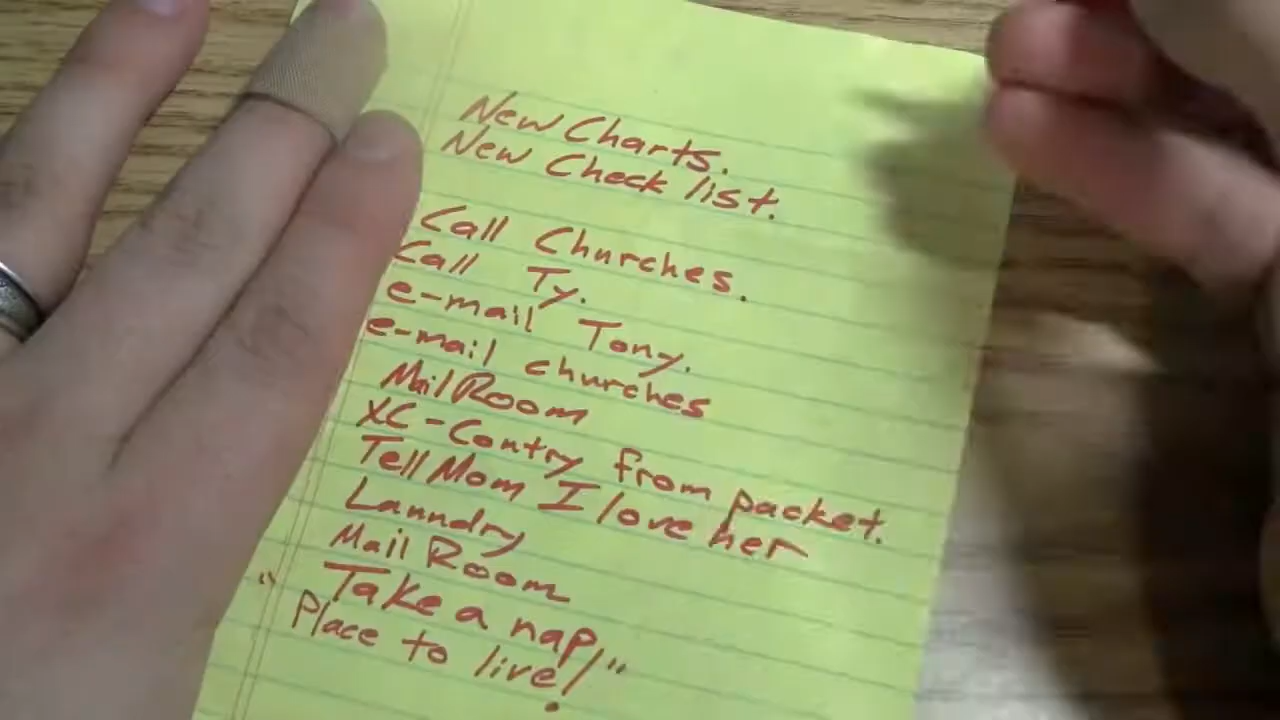 New Charts.
New Check list.
Call Churches.
Call Ty.
e-mail Tony.
e-mail churches
Mail Room
XC-Contry from packet.
Tell Mom I love her
Lanndry
Mail Room
"Take a nap!"
Place to live!